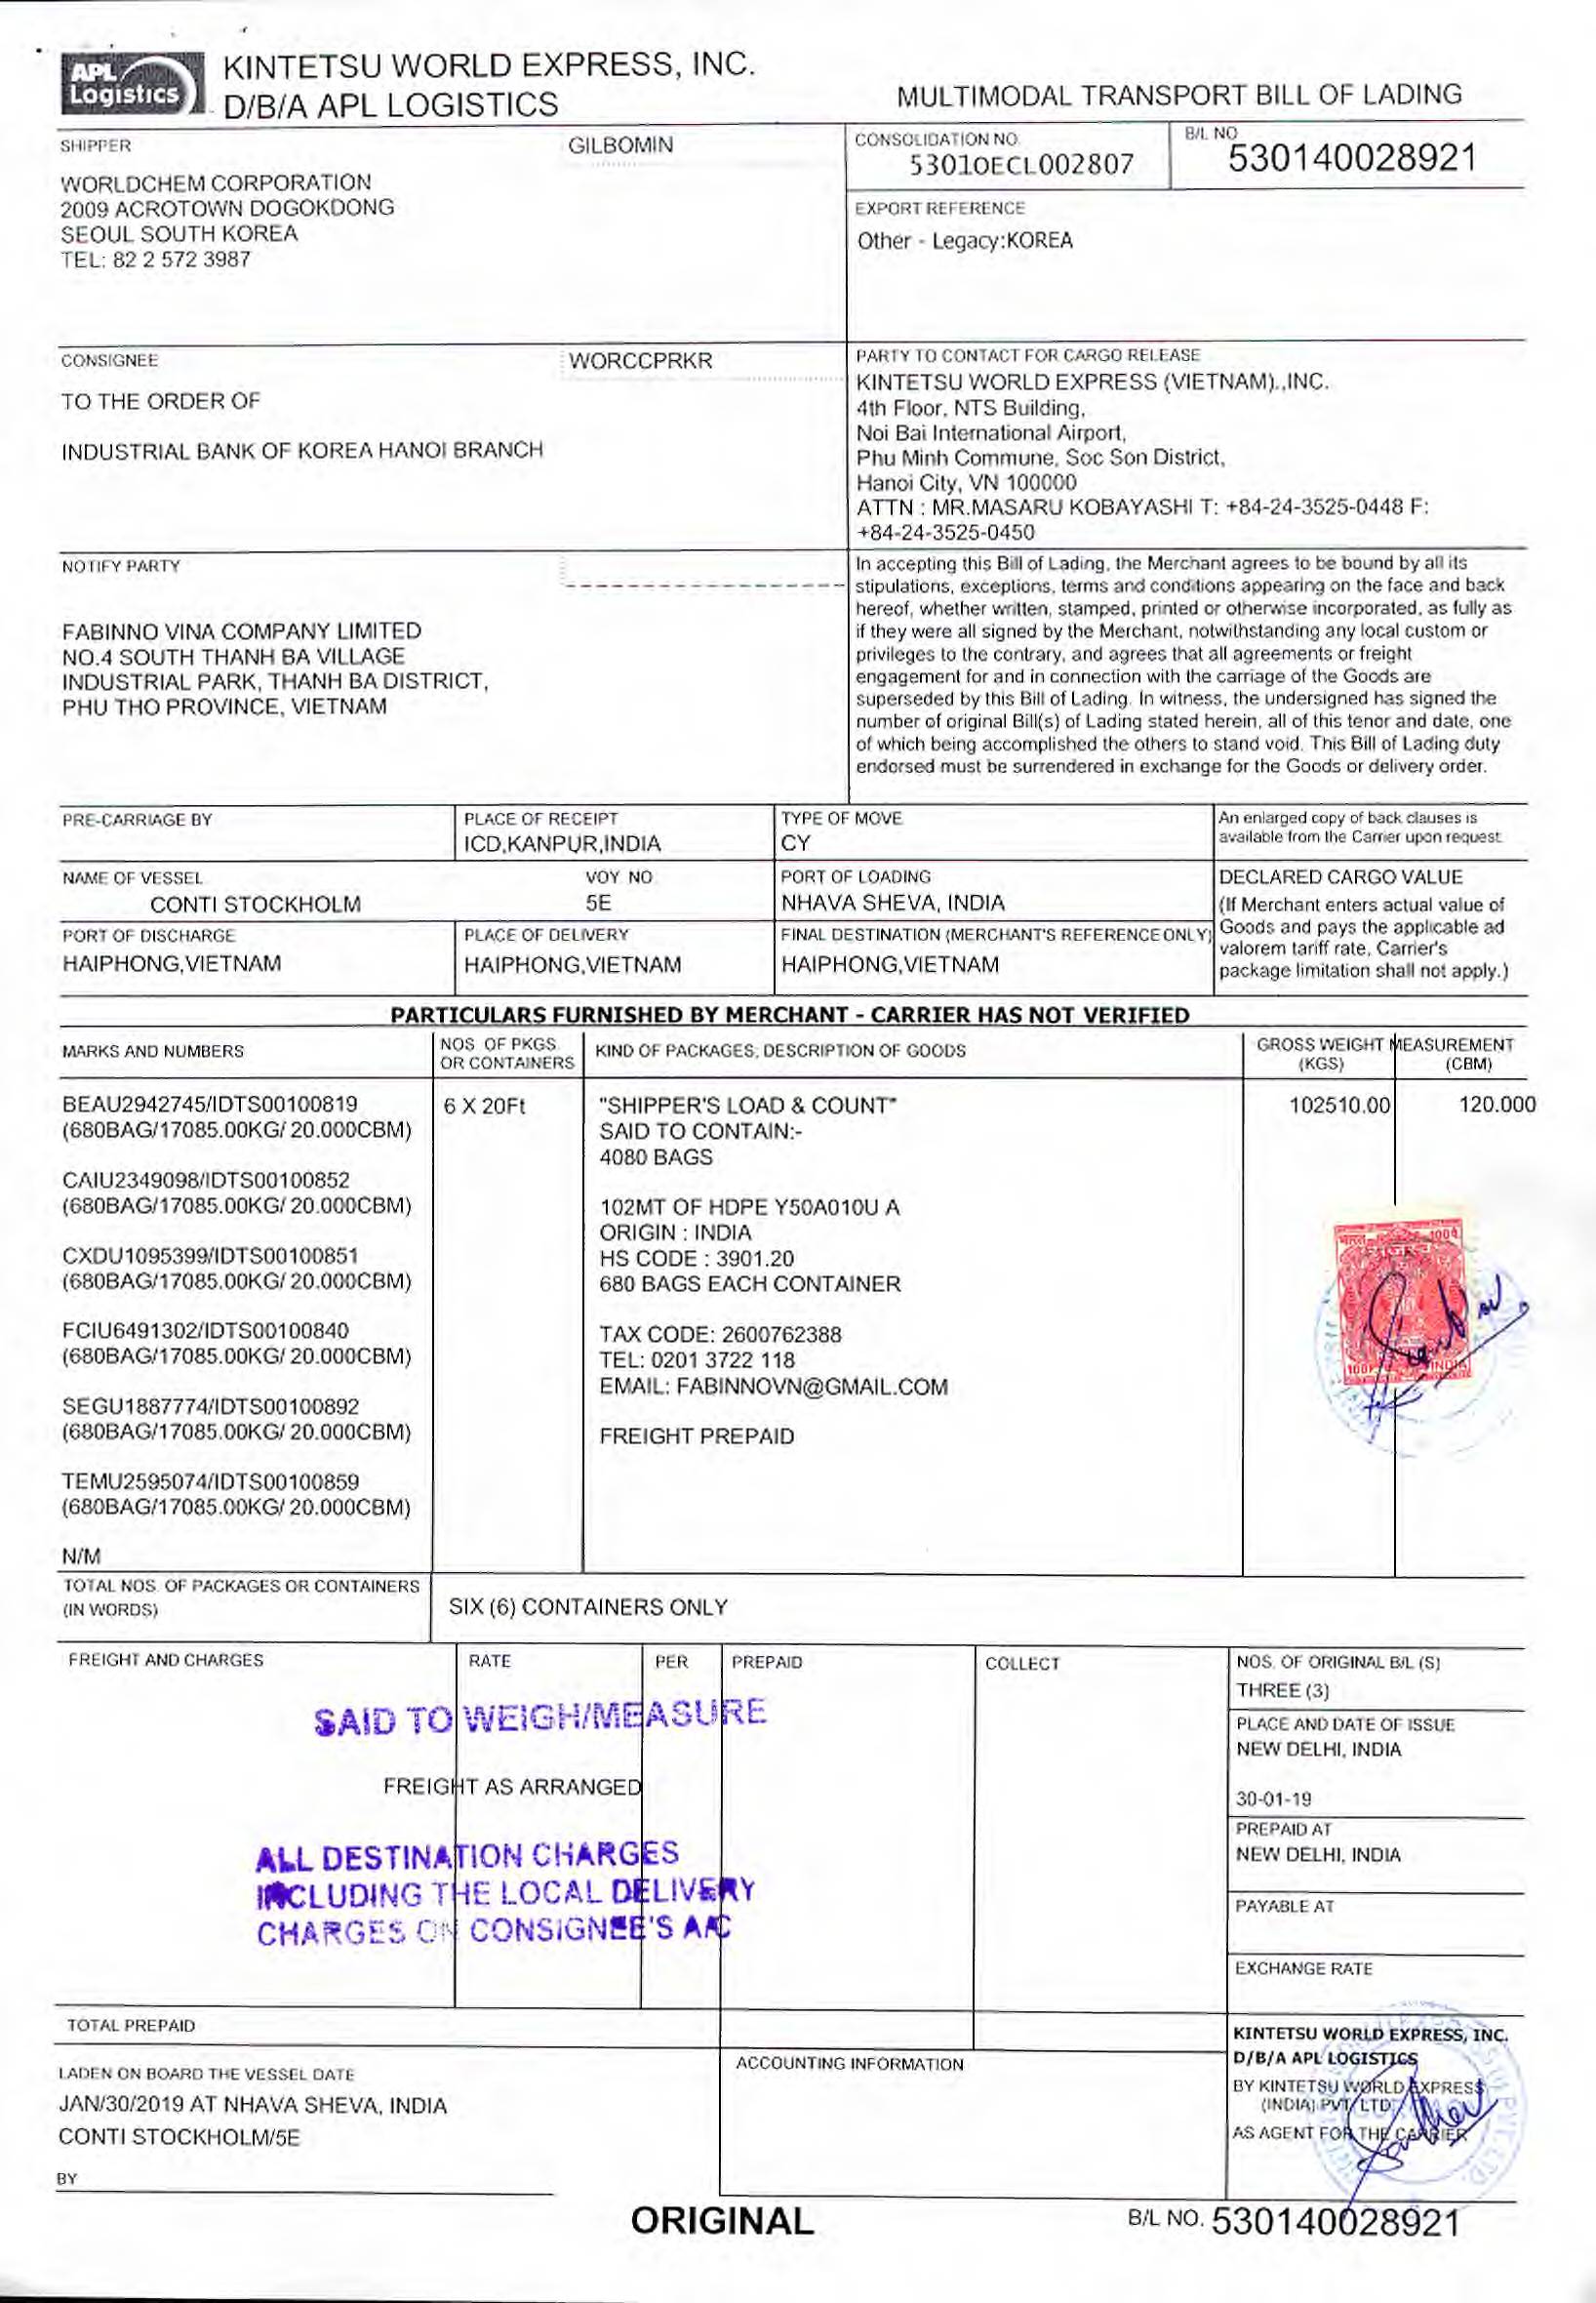 APL
Logistics
KINTETSU WORLD EXPRESS, INC.
D/B/A APL LOGISTICS
MULTIMODAL TRANSPORT BILL OF LADING
SHIPPER
GILBOMIN
WORLDCHEM CORPORATION
2009 ACROTOWN DOGOKDONG
SEOUL SOUTH KOREA
TEL: 82 2 572 3987
CONSOLIDATION NO.
53010ECL002807
B/L NO
530140028921
EXPORT REFERENCE
Other - Legacy:KOREA
CONSIGNEE
WORCCPRKR
TO THE ORDER OF
INDUSTRIAL BANK OF KOREA HANOI BRANCH
PARTY TO CONTACT FOR CARGO RELEASE
KINTETSU WORLD EXPRESS (VIETNAM).,INC.
4th Floor, NTS Building,
Noi Bai International Airport,
Phu Minh Commune, Soc Son District,
Hanoi City, VN 100000
ATTN : MR.MASARU KOBAYASHI T: +84-24-3525-0448 F:
+84-24-3525-0450
NOTIFY PARTY
FABINNO VINA COMPANY LIMITED
NO.4 SOUTH THANH BA VILLAGE
INDUSTRIAL PARK, THANH BA DISTRICT,
PHU THO PROVINCE, VIETNAM
In accepting this Bill of Lading, the Merchant agrees to be bound by all its
stipulations, exceptions, terms and conditions appearing on the face and back
hereof, whether written, stamped, printed or otherwise incorporated, as fully as
if they were all signed by the Merchant, notwithstanding any local custom or
privileges to the contrary, and agrees that all agreements or freight
engagement for and in connection with the carriage of the Goods are
superseded by this Bill of Lading. In witness, the undersigned has signed the
number of original Bill(s) of Lading stated herein, all of this tenor and date, one
of which being accomplished the others to stand void. This Bill of Lading duty
endorsed must be surrendered in exchange for the Goods or delivery order.
PRE-CARRIAGE BY
PLACE OF RECEIPT
ICD,KANPUR,INDIA
TYPE OF MOVE
CY
An enlarged copy of back clauses is
available from the Carrier upon request.
NAME OF VESSEL
CONTI STOCKHOLM
VOY NO
5E
PORT OF LOADING
NHAVA SHEVA, INDIA
DECLARED CARGO VALUE
(If Merchant enters actual value of
Goods and pays the applicable ad
valorem tariff rate, Carrier's
package limitation shall not apply.)
PORT OF DISCHARGE
HAIPHONG,VIETNAM
PLACE OF DELIVERY
HAIPHONG,VIETNAM
FINAL DESTINATION (MERCHANT'S REFERENCE ONLY)
HAIPHONG,VIETNAM
PARTICULARS FURNISHED BY MERCHANT - CARRIER HAS NOT VERIFIED
MARKS AND NUMBERS
NOS OF PKGS
OR CONTAINERS
KIND OF PACKAGES; DESCRIPTION OF GOODS
GROSS WEIGHT
(KGS)
MEASUREMENT
(CBM)
BEAU2942745/IDTS00100819
(680BAG/17085.00KG/ 20.000CBM)
CAIU2349098/IDTS00100852
(680BAG/17085.00KG/ 20.000CBM)
CXDU1095399/IDTS00100851
(680BAG/17085.00KG/ 20.000CBM)
FCIU6491302/IDTS00100840
(680BAG/17085.00KG/ 20.000CBM)
SEGU1887774/IDTS00100892
(680BAG/17085.00KG/ 20.000CBM)
TEMU2595074/IDTS00100859
(680BAG/17085.00KG/ 20.000CBM)
N/M
6 X 20Ft
"SHIPPER'S LOAD & COUNT"
SAID TO CONTAIN:-
4080 BAGS
102MT OF HDPE Y50A010U A
ORIGIN : INDIA
HS CODE : 3901.20
680 BAGS EACH CONTAINER
TAX CODE: 2600762388
TEL: 0201 3722 118
EMAIL: FABINNOVN@GMAIL.COM
FREIGHT PREPAID
102510.00
120.000
INDIA
TOTAL NOS. OF PACKAGES OR CONTAINERS
(IN WORDS)
SIX (6) CONTAINERS ONLY
FREIGHT AND CHARGES
RATE
PER
PREPAID
COLLECT
SAID TO WEIGH/MEASURE
FREIGHT AS ARRANGED
ALL DESTINATION CHARGES
INCLUDING THE LOCAL DELIVERY
CHARGES ON CONSIGNEE'S A/C
NOS. OF ORIGINAL B/L (S)
THREE (3)
PLACE AND DATE OF ISSUE
NEW DELHI, INDIA
30-01-19
PREPAID AT
NEW DELHI, INDIA
PAYABLE AT
EXCHANGE RATE
TOTAL PREPAID
LADEN ON BOARD THE VESSEL DATE
JAN/30/2019 AT NHAVA SHEVA, INDIA
CONTI STOCKHOLM/5E
BY
ACCOUNTING INFORMATION
KINTETSU WORLD EXPRESS, INC.
D/B/A APL LOGISTICS
BY KINTETSU WORLD EXPRESS
(INDIA) PVT LTD
AS AGENT FOR THE CARRIER
ORIGINAL
B/L NO. 530140028921